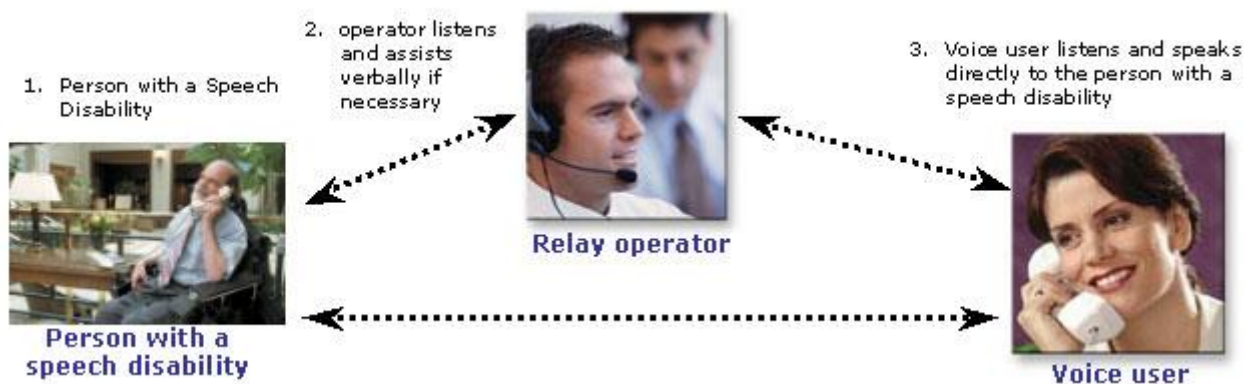 1. Person with a Speech
Disability
2. operator listens
and assists
verbally if
necessary
3. Voice user listens and speaks
directly to the person with a
speech disability
Relay operator
Person with a
speech disability
Voice user